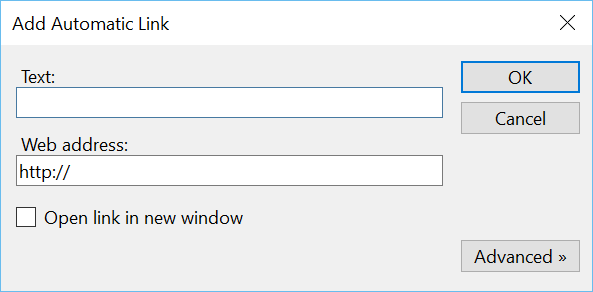 Add Automatic Link
Text:
OK
Cancel
Web address:
http://
Open link in new window
Advanced »